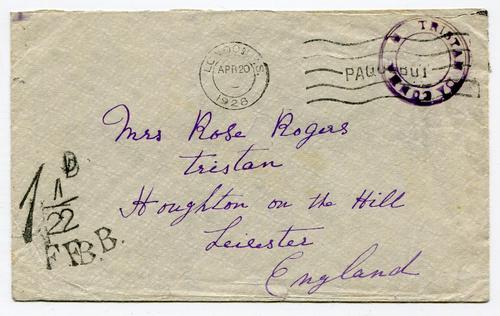 LONDON F.S.
APR 20
1928
PAQUEBOT
TRISTAN DA CUNHA
Mrs Rose Rogers
Tristan
Houghton on the Hill
Leicester
England
1D
22
F.B.B.